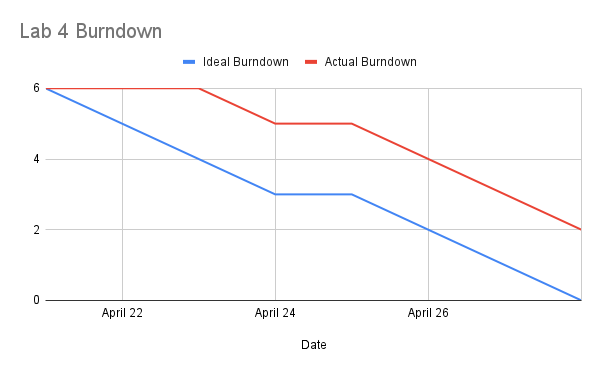 Lab 4 Burndown
Ideal Burndown
Actual Burndown
6
4
2
0
April 22
April 24
April 26
Date